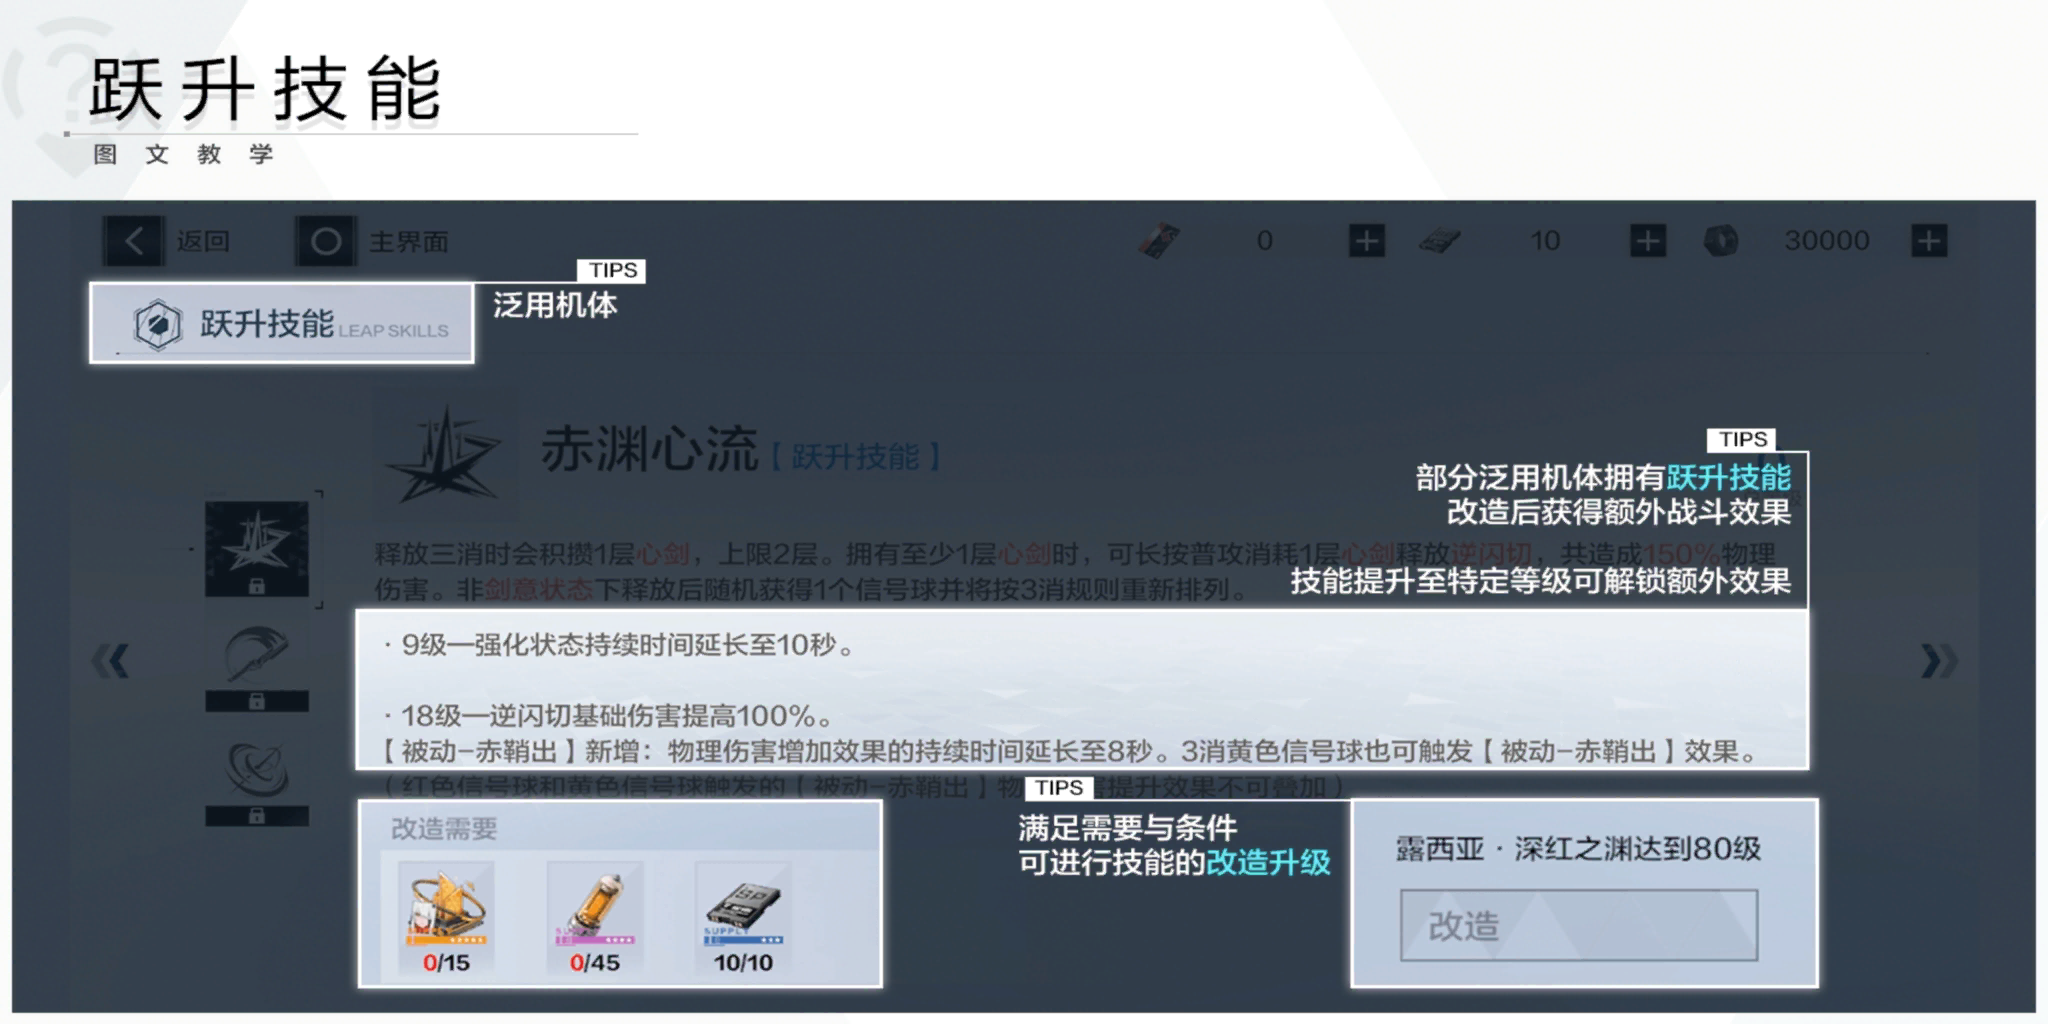 跃升技能
图文教学
返回 主界面 0 10 30000
TIPS
跃升技能 LEAP SKILLS
泛用机体
赤渊心流【跃升技能】
TIPS
部分泛用机体拥有跃升技能
改造后获得额外战斗效果
释放三消时会积攒1层心剑，上限2层。拥有至少1层心剑时，可长按普攻消耗1层心剑释放逆闪切，共造成150%物理
伤害。非剑意状态下释放后随机获得1个信号球并将按3消规则重新排列。
技能提升至特定等级可解锁额外效果
· 9级—强化状态持续时间延长至10秒。
· 18级—逆闪切基础伤害提高100%。
【被动-赤鞘出】新增：物理伤害增加效果的持续时间延长至8秒。3消黄色信号球也可触发【被动-赤鞘出】效果。
（红色信号球和黄色信号球触发的【被动-赤鞘出】物 害提升效果不可叠加）
TIPS
满足需要与条件
可进行技能的改造升级
改造需要
SUPPLY
0/15 0/45 10/10
露西亚·深红之渊达到80级
改造